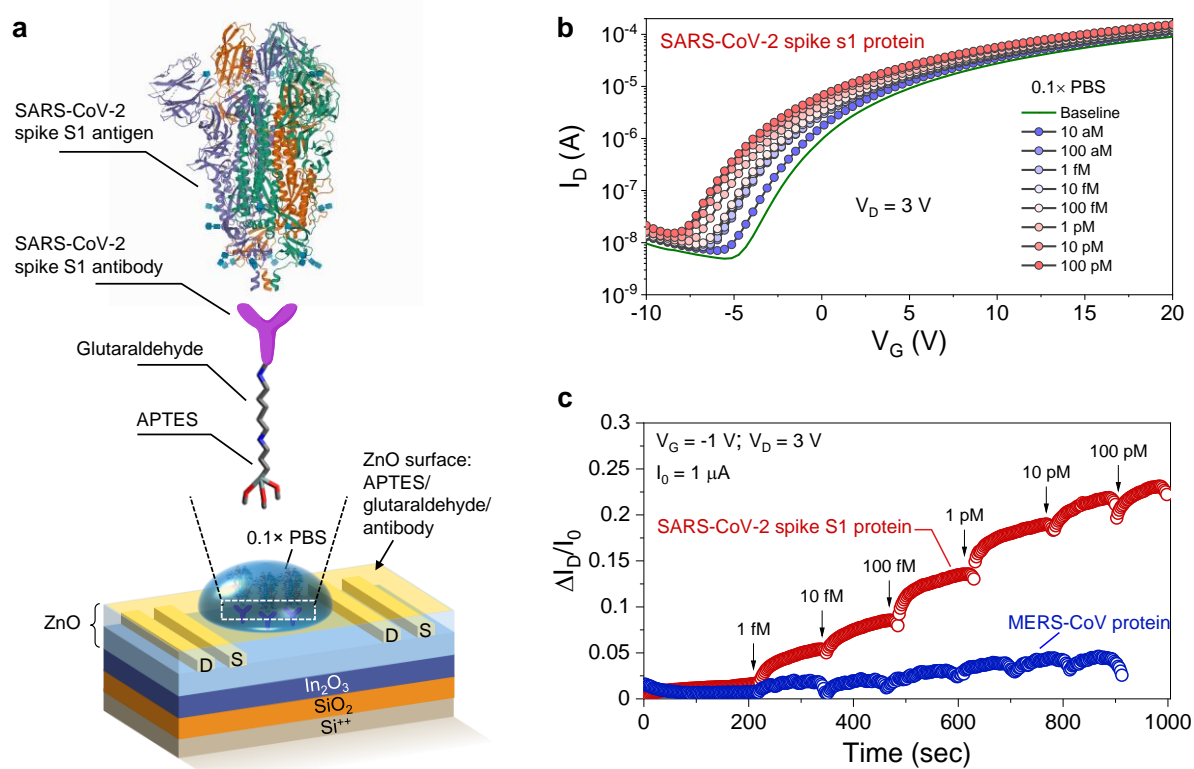 a
SARS-CoV-2
spike S1 antigen
SARS-CoV-2
spike S1 antibody
Glutaraldehyde
APTES
ZnO surface:
APTES/
glutaraldehyde/
antibody
0.1× PBS
ZnO
D
S
D
S
In₂O₃
SiO₂
Si⁺⁺
b
SARS-CoV-2 spike s1 protein
0.1× PBS
Baseline
10 aM
100 aM
1 fM
10 fM
100 fM
1 pM
10 pM
100 pM
V_D = 3 V
I_D (A)
10⁻⁴
10⁻⁵
10⁻⁶
10⁻⁷
10⁻⁸
10⁻⁹
-10 -5 0 5 10 15 20
V_G (V)
c
V_G = -1 V; V_D = 3 V
I₀ = 1 μA
SARS-CoV-2 spike S1 protein
MERS-CoV protein
1 fM
10 fM
100 fM
1 pM
10 pM
100 pM
ΔI_D/I₀
0.3
0.25
0.2
0.15
0.1
0.05
0
0 200 400 600 800 1000
Time (sec)